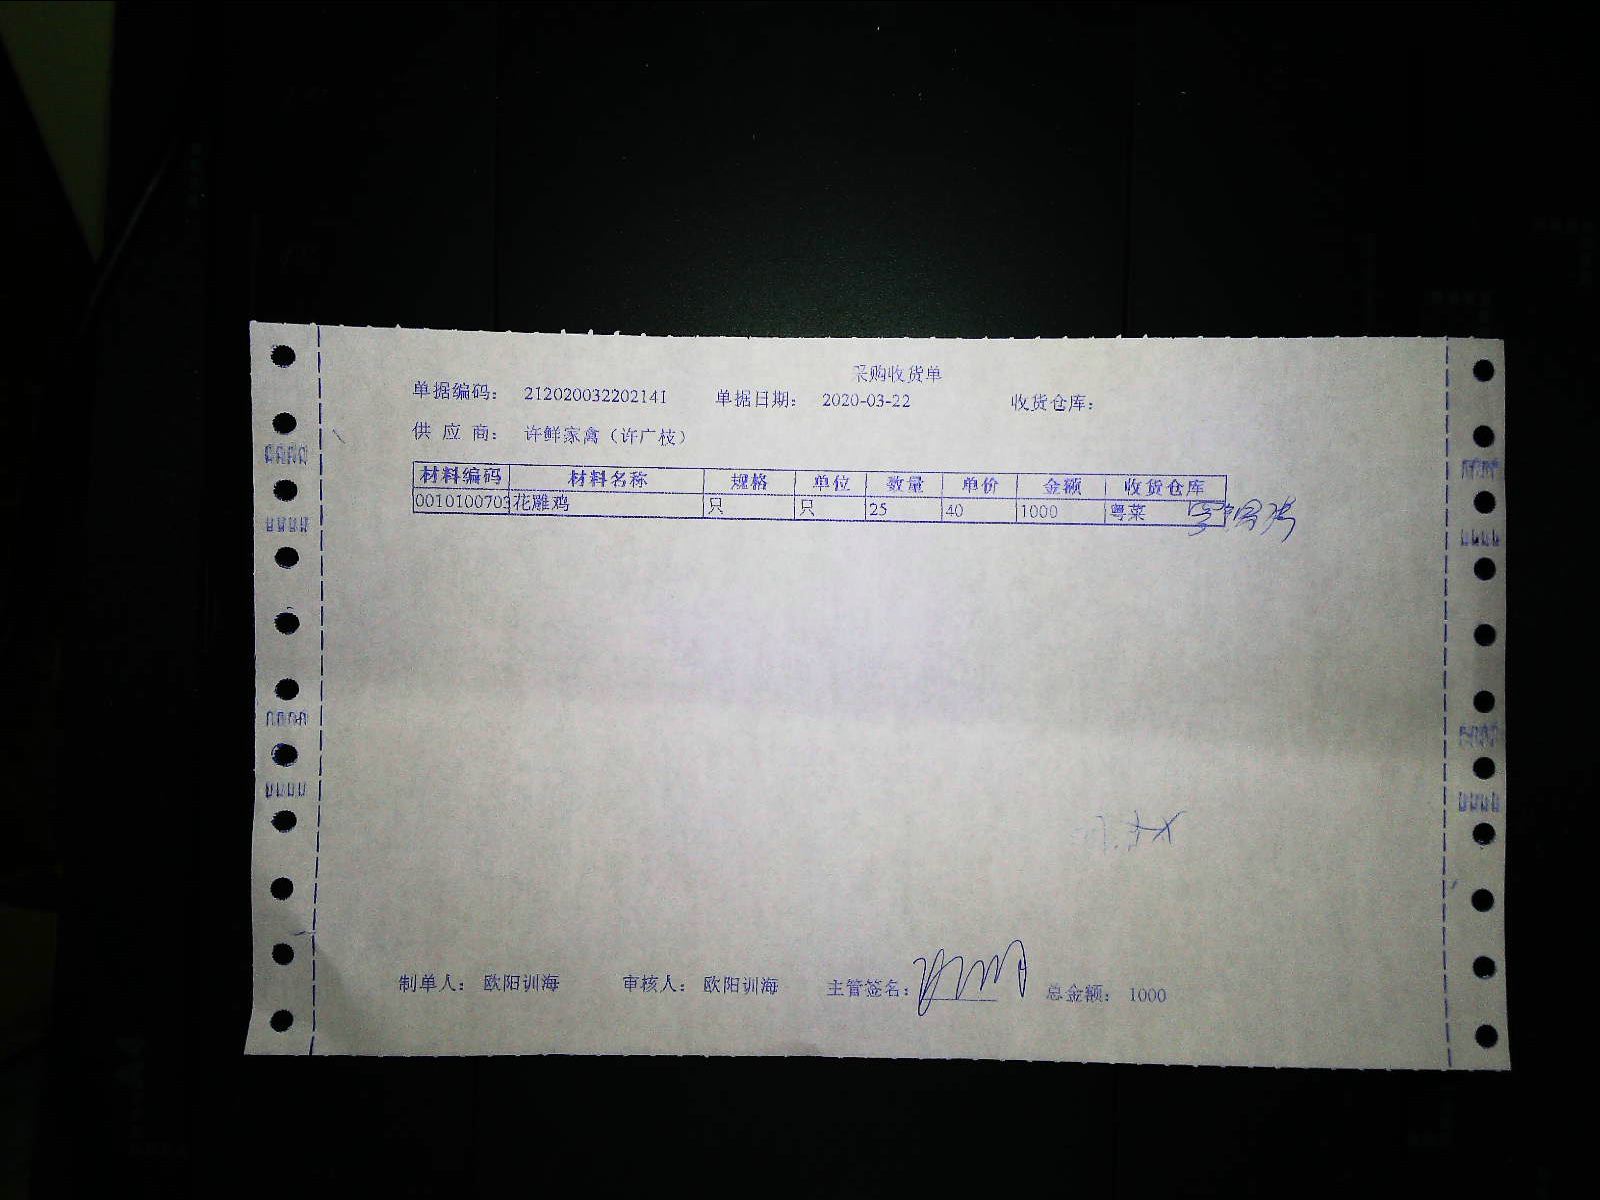 采购收货单
单据编码： 212020032202141 单据日期： 2020-03-22 收货仓库：
供 应 商： 许鲜家禽（许广枝）
材料编码 材料名称 规格 单位 数量 单价 金额 收货仓库
0010100703 花雕鸡 只 只 25 40 1000 粤菜
制单人： 欧阳训海 审核人： 欧阳训海 主管签名： 总金额： 1000